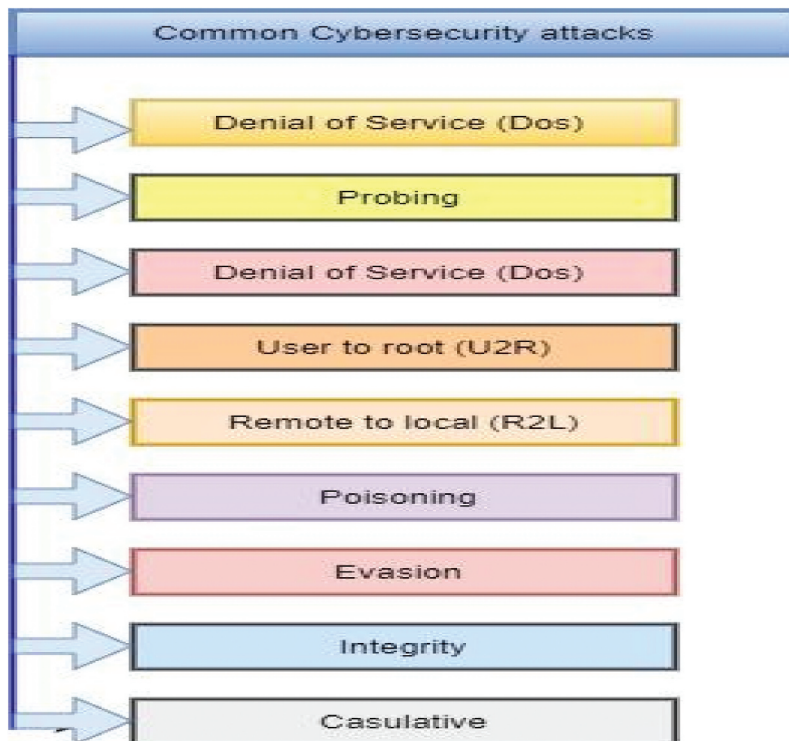 Common Cybersecurity attacks
Denial of Service (Dos)
Probing
Denial of Service (Dos)
User to root (U2R)
Remote to local (R2L)
Poisoning
Evasion
Integrity
Casulative